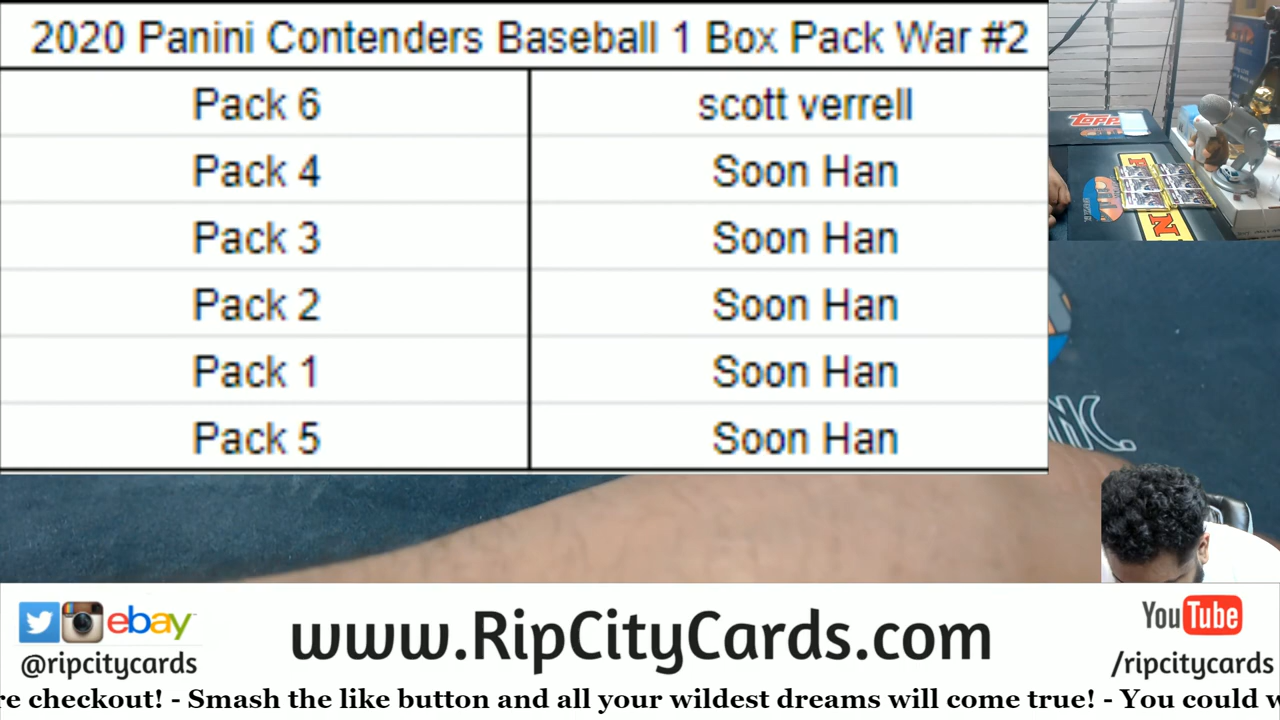 2020 Panini Contenders Baseball 1 Box Pack War #2
Pack 6 scott verrell
Pack 4 Soon Han
Pack 3 Soon Han
Pack 2 Soon Han
Pack 1 Soon Han
Pack 5 Soon Han
TOPPS
ebay
@ripcitycards
www.RipCityCards.com
YouTube
/ripcitycards
re checkout! - Smash the like button and all your wildest dreams will come true! - You could w